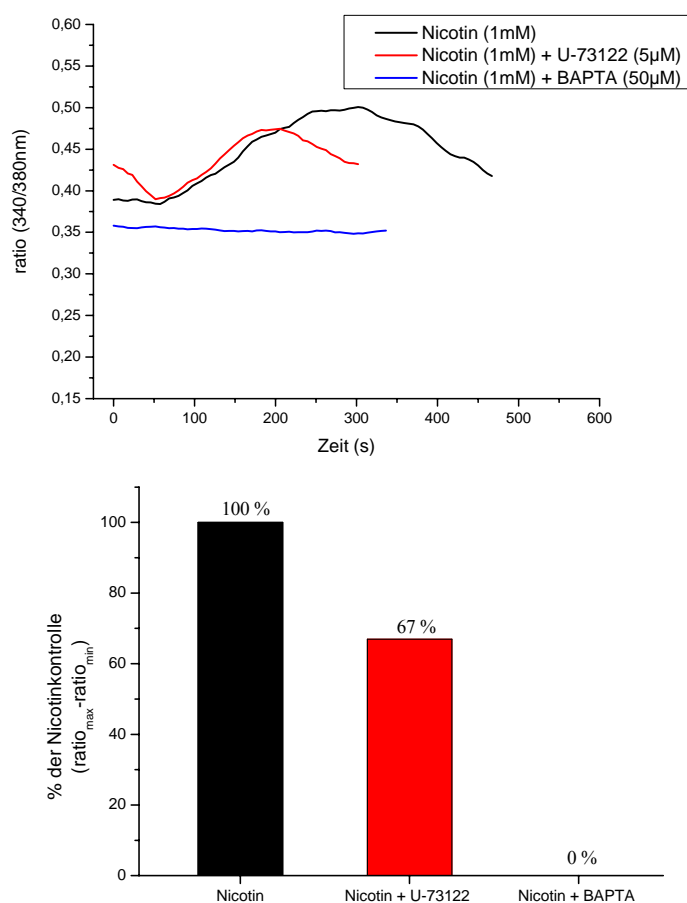 Nicotin (1mM)
Nicotin (1mM) + U-73122 (5µM)
Nicotin (1mM) + BAPTA (50µM)
0,60
0,55
0,50
0,45
0,40
0,35
0,30
0,25
0,20
0,15
ratio (340/380nm)
0 100 200 300 400 500 600
Zeit (s)
100 %
67 %
0 %
100
80
60
40
20
0
% der Nicotinkontrolle
(ratio_max-ratio_min)
Nicotin Nicotin + U-73122 Nicotin + BAPTA